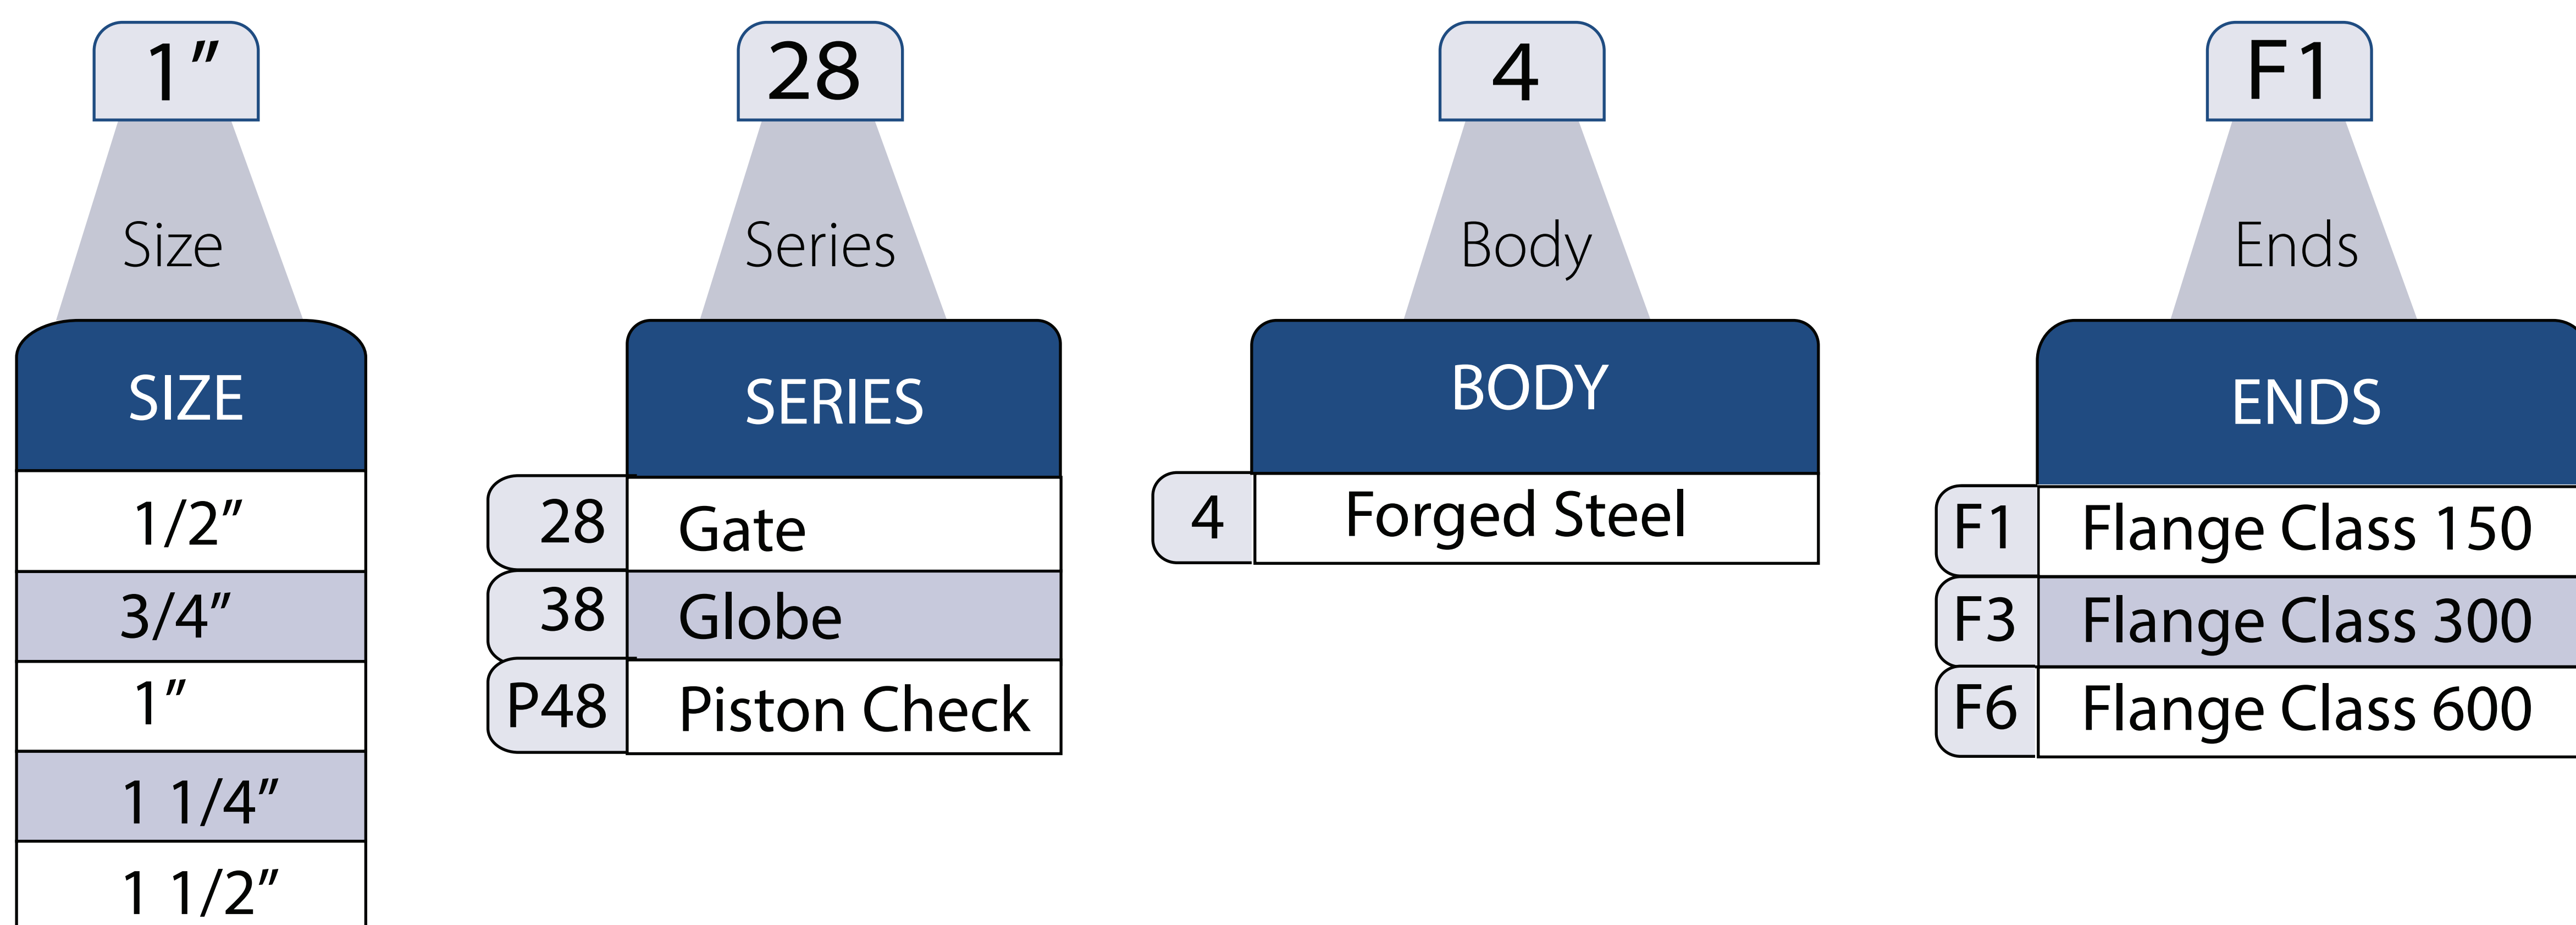 1”
28
4
F1
Size
Series
Body
Ends
SIZE
1/2”
3/4”
1”
1 1/4”
1 1/2”
SERIES
28 Gate
38 Globe
P48 Piston Check
BODY
4 Forged Steel
ENDS
F1 Flange Class 150
F3 Flange Class 300
F6 Flange Class 600